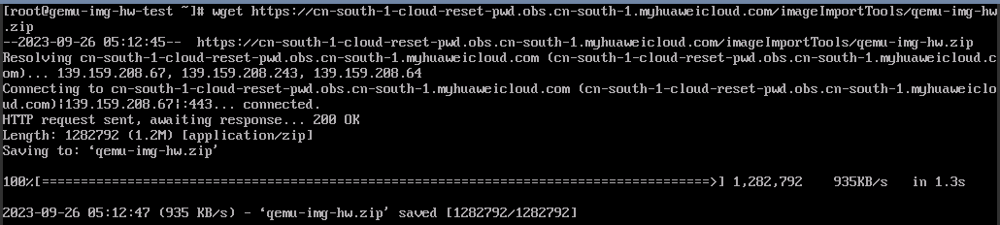 [root@qemu-img-hw-test ~]# wget https://cn-south-1-cloud-reset-pwd.obs.cn-south-1.myhuaweicloud.com/imageImportTools/qemu-img-hw
.zip
--2023-09-26 05:12:45--  https://cn-south-1-cloud-reset-pwd.obs.cn-south-1.myhuaweicloud.com/imageImportTools/qemu-img-hw.zip
Resolving cn-south-1-cloud-reset-pwd.obs.cn-south-1.myhuaweicloud.com (cn-south-1-cloud-reset-pwd.obs.cn-south-1.myhuaweicloud.c
om)... 139.159.208.67, 139.159.208.243, 139.159.208.64
Connecting to cn-south-1-cloud-reset-pwd.obs.cn-south-1.myhuaweicloud.com (cn-south-1-cloud-reset-pwd.obs.cn-south-1.myhuaweiclo
ud.com)|139.159.208.67|:443... connected.
HTTP request sent, awaiting response... 200 OK
Length: 1282792 (1.2M) [application/zip]
Saving to: ‘qemu-img-hw.zip’
100%[======================================================================================>] 1,282,792    935KB/s   in 1.3s
2023-09-26 05:12:47 (935 KB/s) - ‘qemu-img-hw.zip’ saved [1282792/1282792]